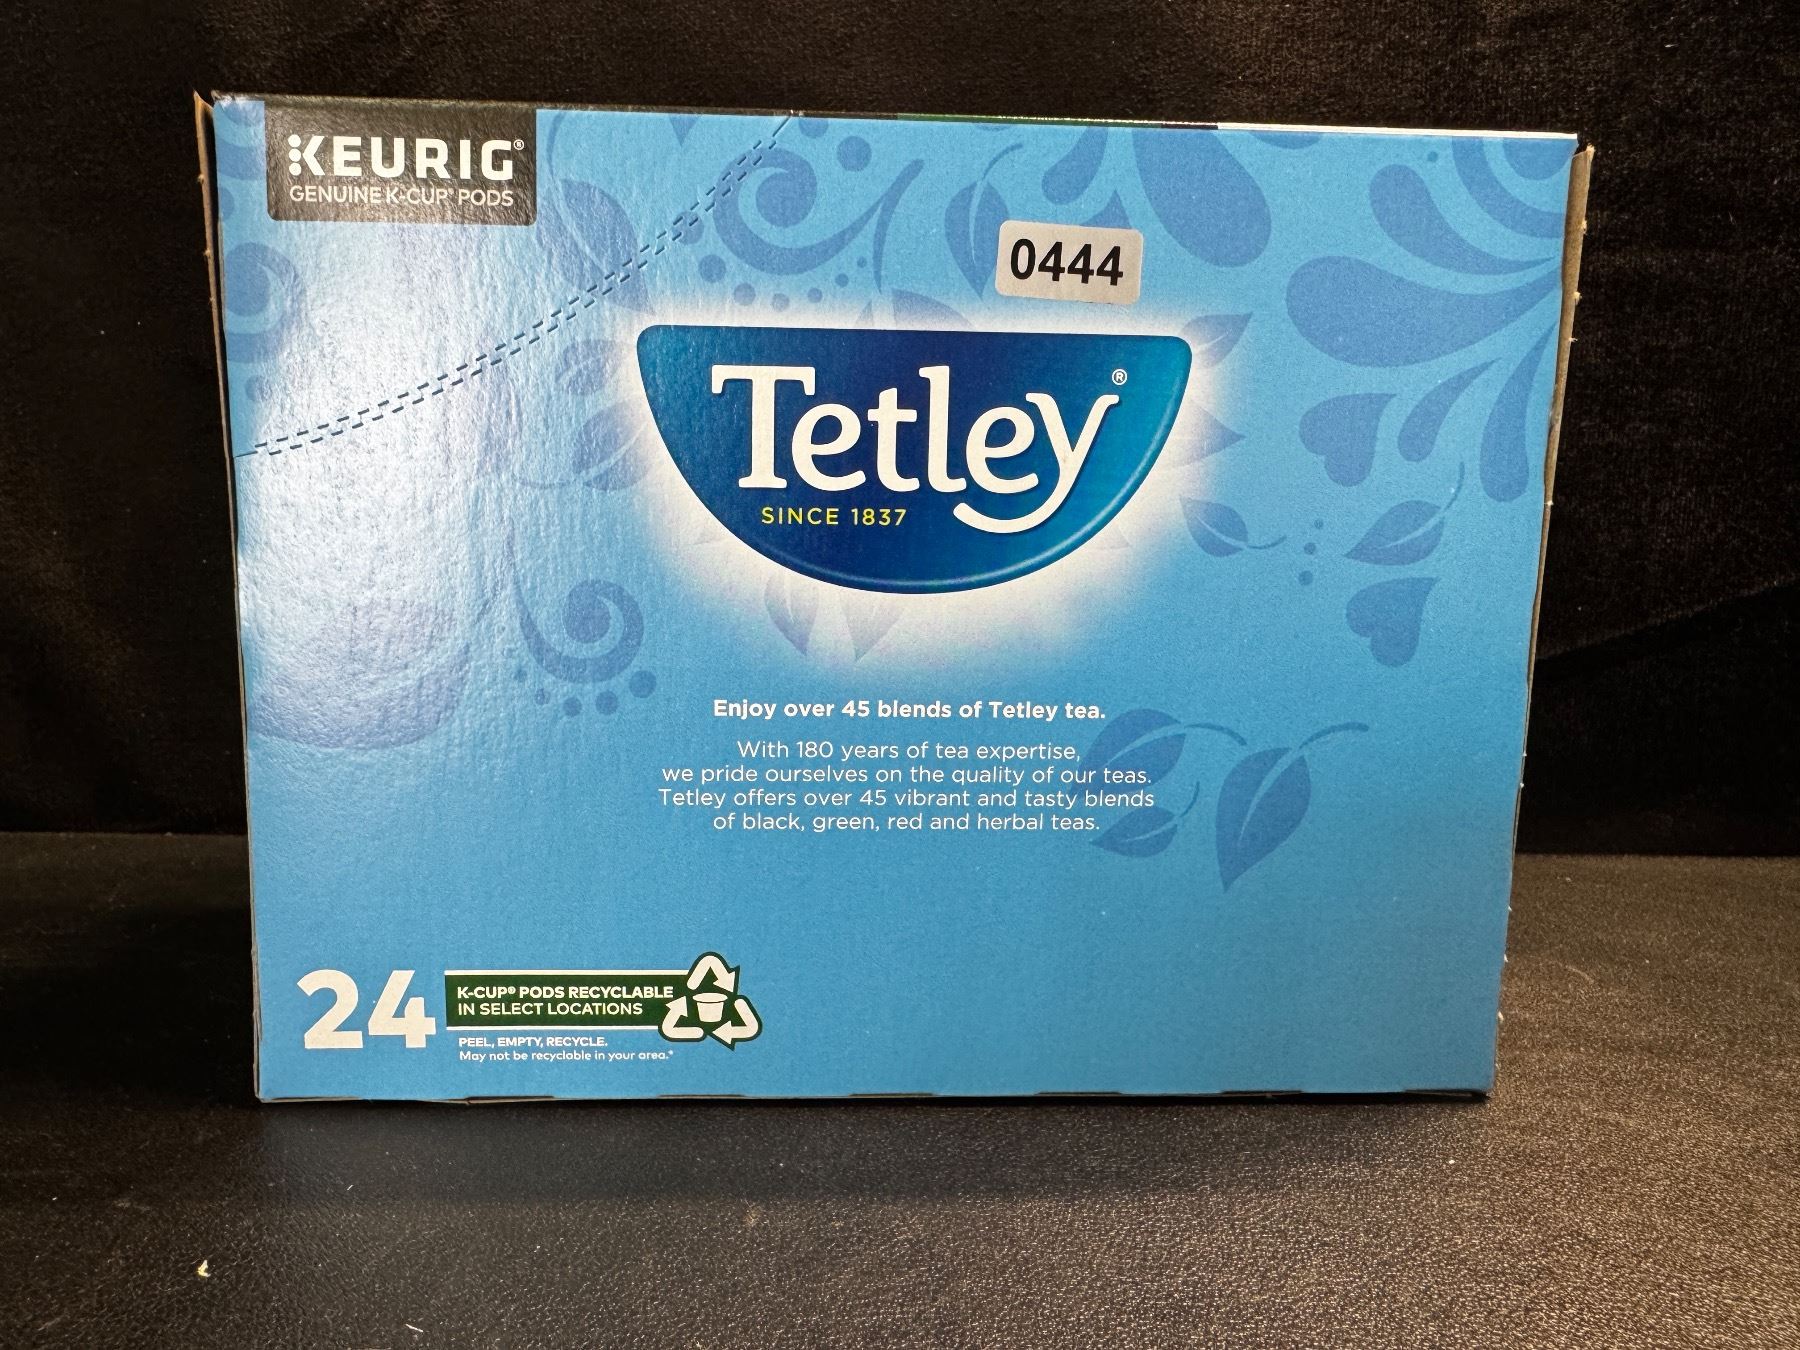 KEURIG®
GENUINE K-CUP® PODS
0444
Tetley®
SINCE 1837
Enjoy over 45 blends of Tetley tea.
With 180 years of tea expertise,
we pride ourselves on the quality of our teas.
Tetley offers over 45 vibrant and tasty blends
of black, green, red and herbal teas.
24
K-CUP® PODS RECYCLABLE
IN SELECT LOCATIONS
PEEL, EMPTY, RECYCLE.
May not be recyclable in your area.*